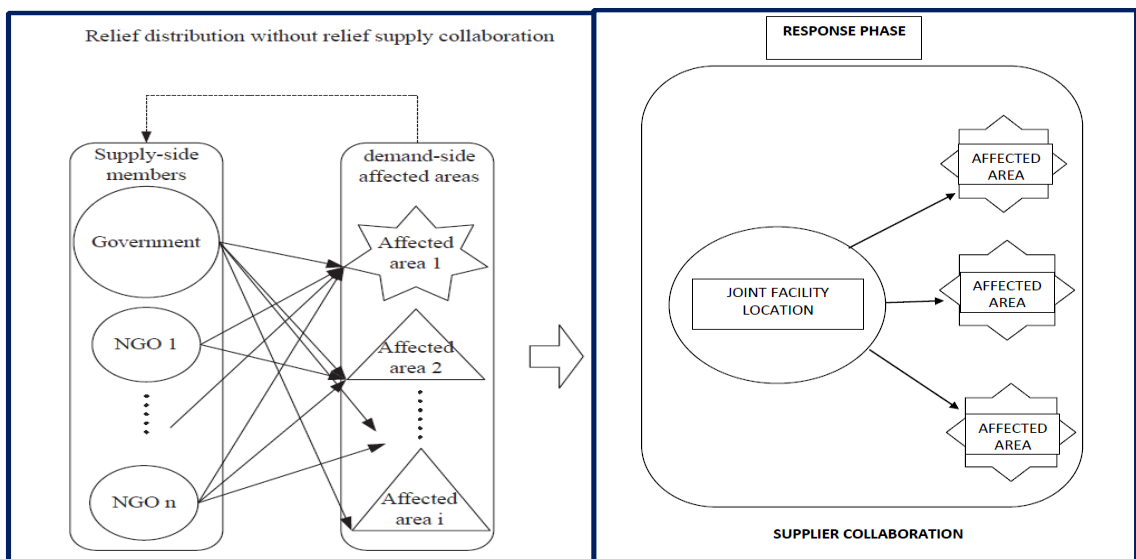 Relief distribution without relief supply collaboration
Supply-side
members
Government
NGO 1
NGO n
demand-side
affected areas
Affected
area 1
Affected
area 2
Affected
area i
RESPONSE PHASE
JOINT FACILITY
LOCATION
AFFECTED
AREA
AFFECTED
AREA
AFFECTED
AREA
SUPPLIER COLLABORATION